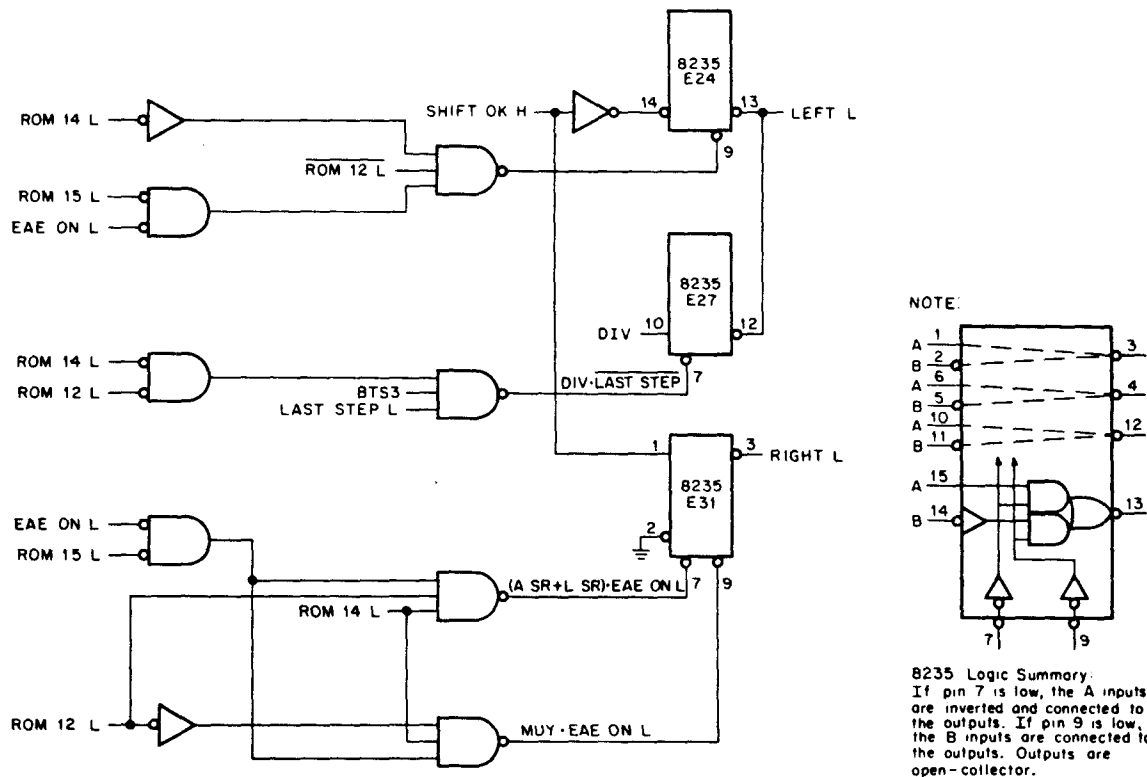 8235
E24
ROM 14 L
SHIFT OK H
14
13
LEFT L
9
ROM 12 L
ROM 15 L
EAE ON L
8235
E27
DIV
10
12
7
DIV·LAST STEP
ROM 14 L
ROM 12 L
BTS3
LAST STEP L
1
3
RIGHT L
8235
E31
2
7
9
EAE ON L
ROM 15 L
(A SR+L SR)·EAE ON L
ROM 14 L
ROM 12 L
MUY·EAE ON L
NOTE:
A 1
B 2
3
A 6
B 5
4
A 10
B 11
12
A 15
B 14
13
7
9
8235 Logic Summary:
If pin 7 is low, the A inputs
are inverted and connected to
the outputs. If pin 9 is low,
the B inputs are connected to
the outputs. Outputs are
open-collector.